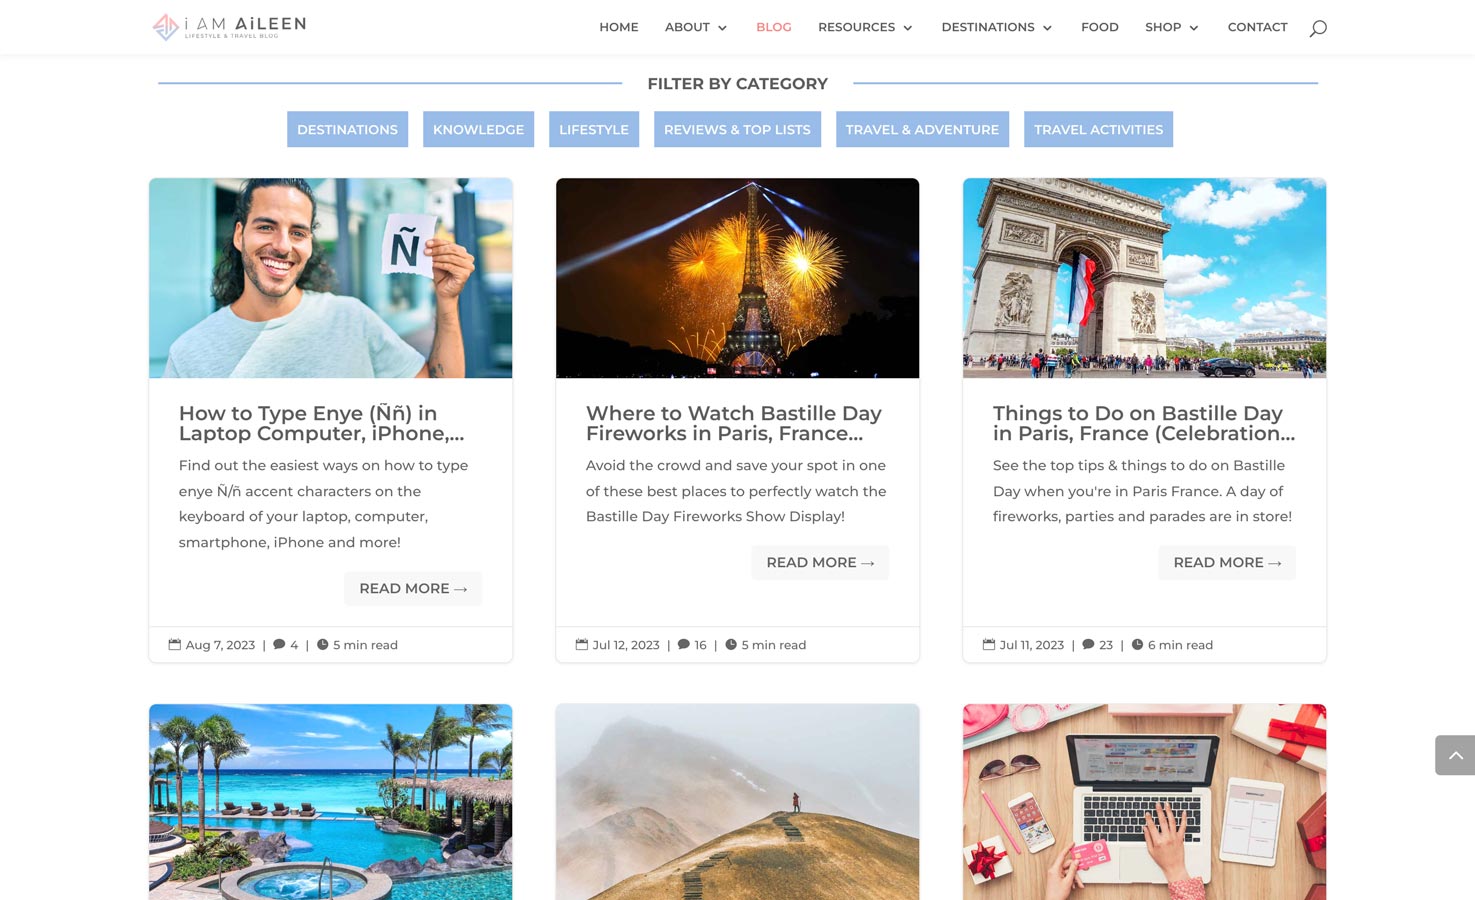 i AM AiLEEN
LIFESTYLE & TRAVEL BLOG
HOME ABOUT BLOG RESOURCES DESTINATIONS FOOD SHOP CONTACT
FILTER BY CATEGORY
DESTINATIONS KNOWLEDGE LIFESTYLE REVIEWS & TOP LISTS TRAVEL & ADVENTURE TRAVEL ACTIVITIES
Ñ
How to Type Enye (Ññ) in
Laptop Computer, iPhone,...
Find out the easiest ways on how to type
enye Ñ/ñ accent characters on the
keyboard of your laptop, computer,
smartphone, iPhone and more!
READ MORE →
Aug 7, 2023 | 4 | 5 min read
Where to Watch Bastille Day
Fireworks in Paris, France...
Avoid the crowd and save your spot in one
of these best places to perfectly watch the
Bastille Day Fireworks Show Display!
READ MORE →
Jul 12, 2023 | 16 | 5 min read
Things to Do on Bastille Day
in Paris, France (Celebration...
See the top tips & things to do on Bastille
Day when you're in Paris France. A day of
fireworks, parties and parades are in store!
READ MORE →
Jul 11, 2023 | 23 | 6 min read